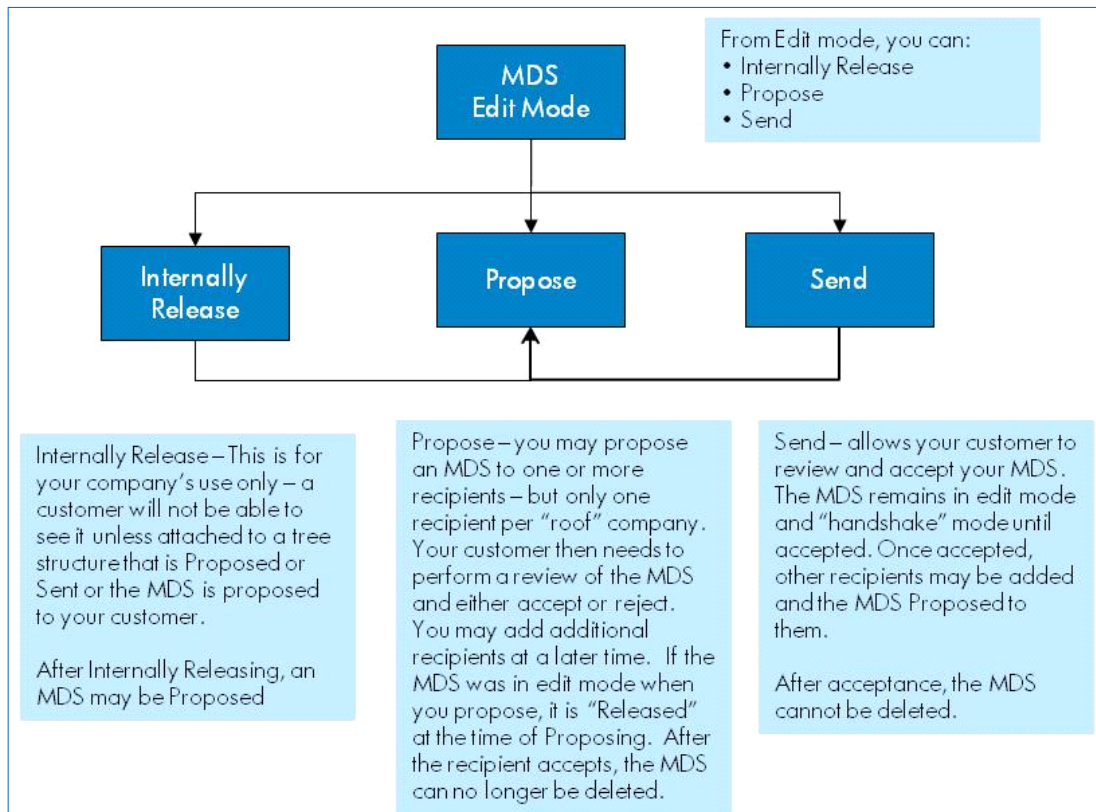 MDS
Edit Mode
From Edit mode, you can:
• Internally Release
• Propose
• Send
Internally
Release
Propose
Send
Internally Release – This is for
your company's use only – a
customer will not be able to
see it unless attached to a tree
structure that is Proposed or
Sent or the MDS is proposed
to your customer.
After Internally Releasing, an
MDS may be Proposed
Propose – you may propose
an MDS to one or more
recipients – but only one
recipient per "roof" company.
Your customer then needs to
perform a review of the MDS
and either accept or reject.
You may add additional
recipients at a later time.  If the
MDS was in edit mode when
you propose, it is "Released"
at the time of Proposing.  After
the recipient accepts, the MDS
can no longer be deleted.
Send – allows your customer to
review and accept your MDS.
The MDS remains in edit mode
and "handshake" mode until
accepted. Once accepted,
other recipients may be added
and the MDS Proposed to
them.
After acceptance, the MDS
cannot be deleted.